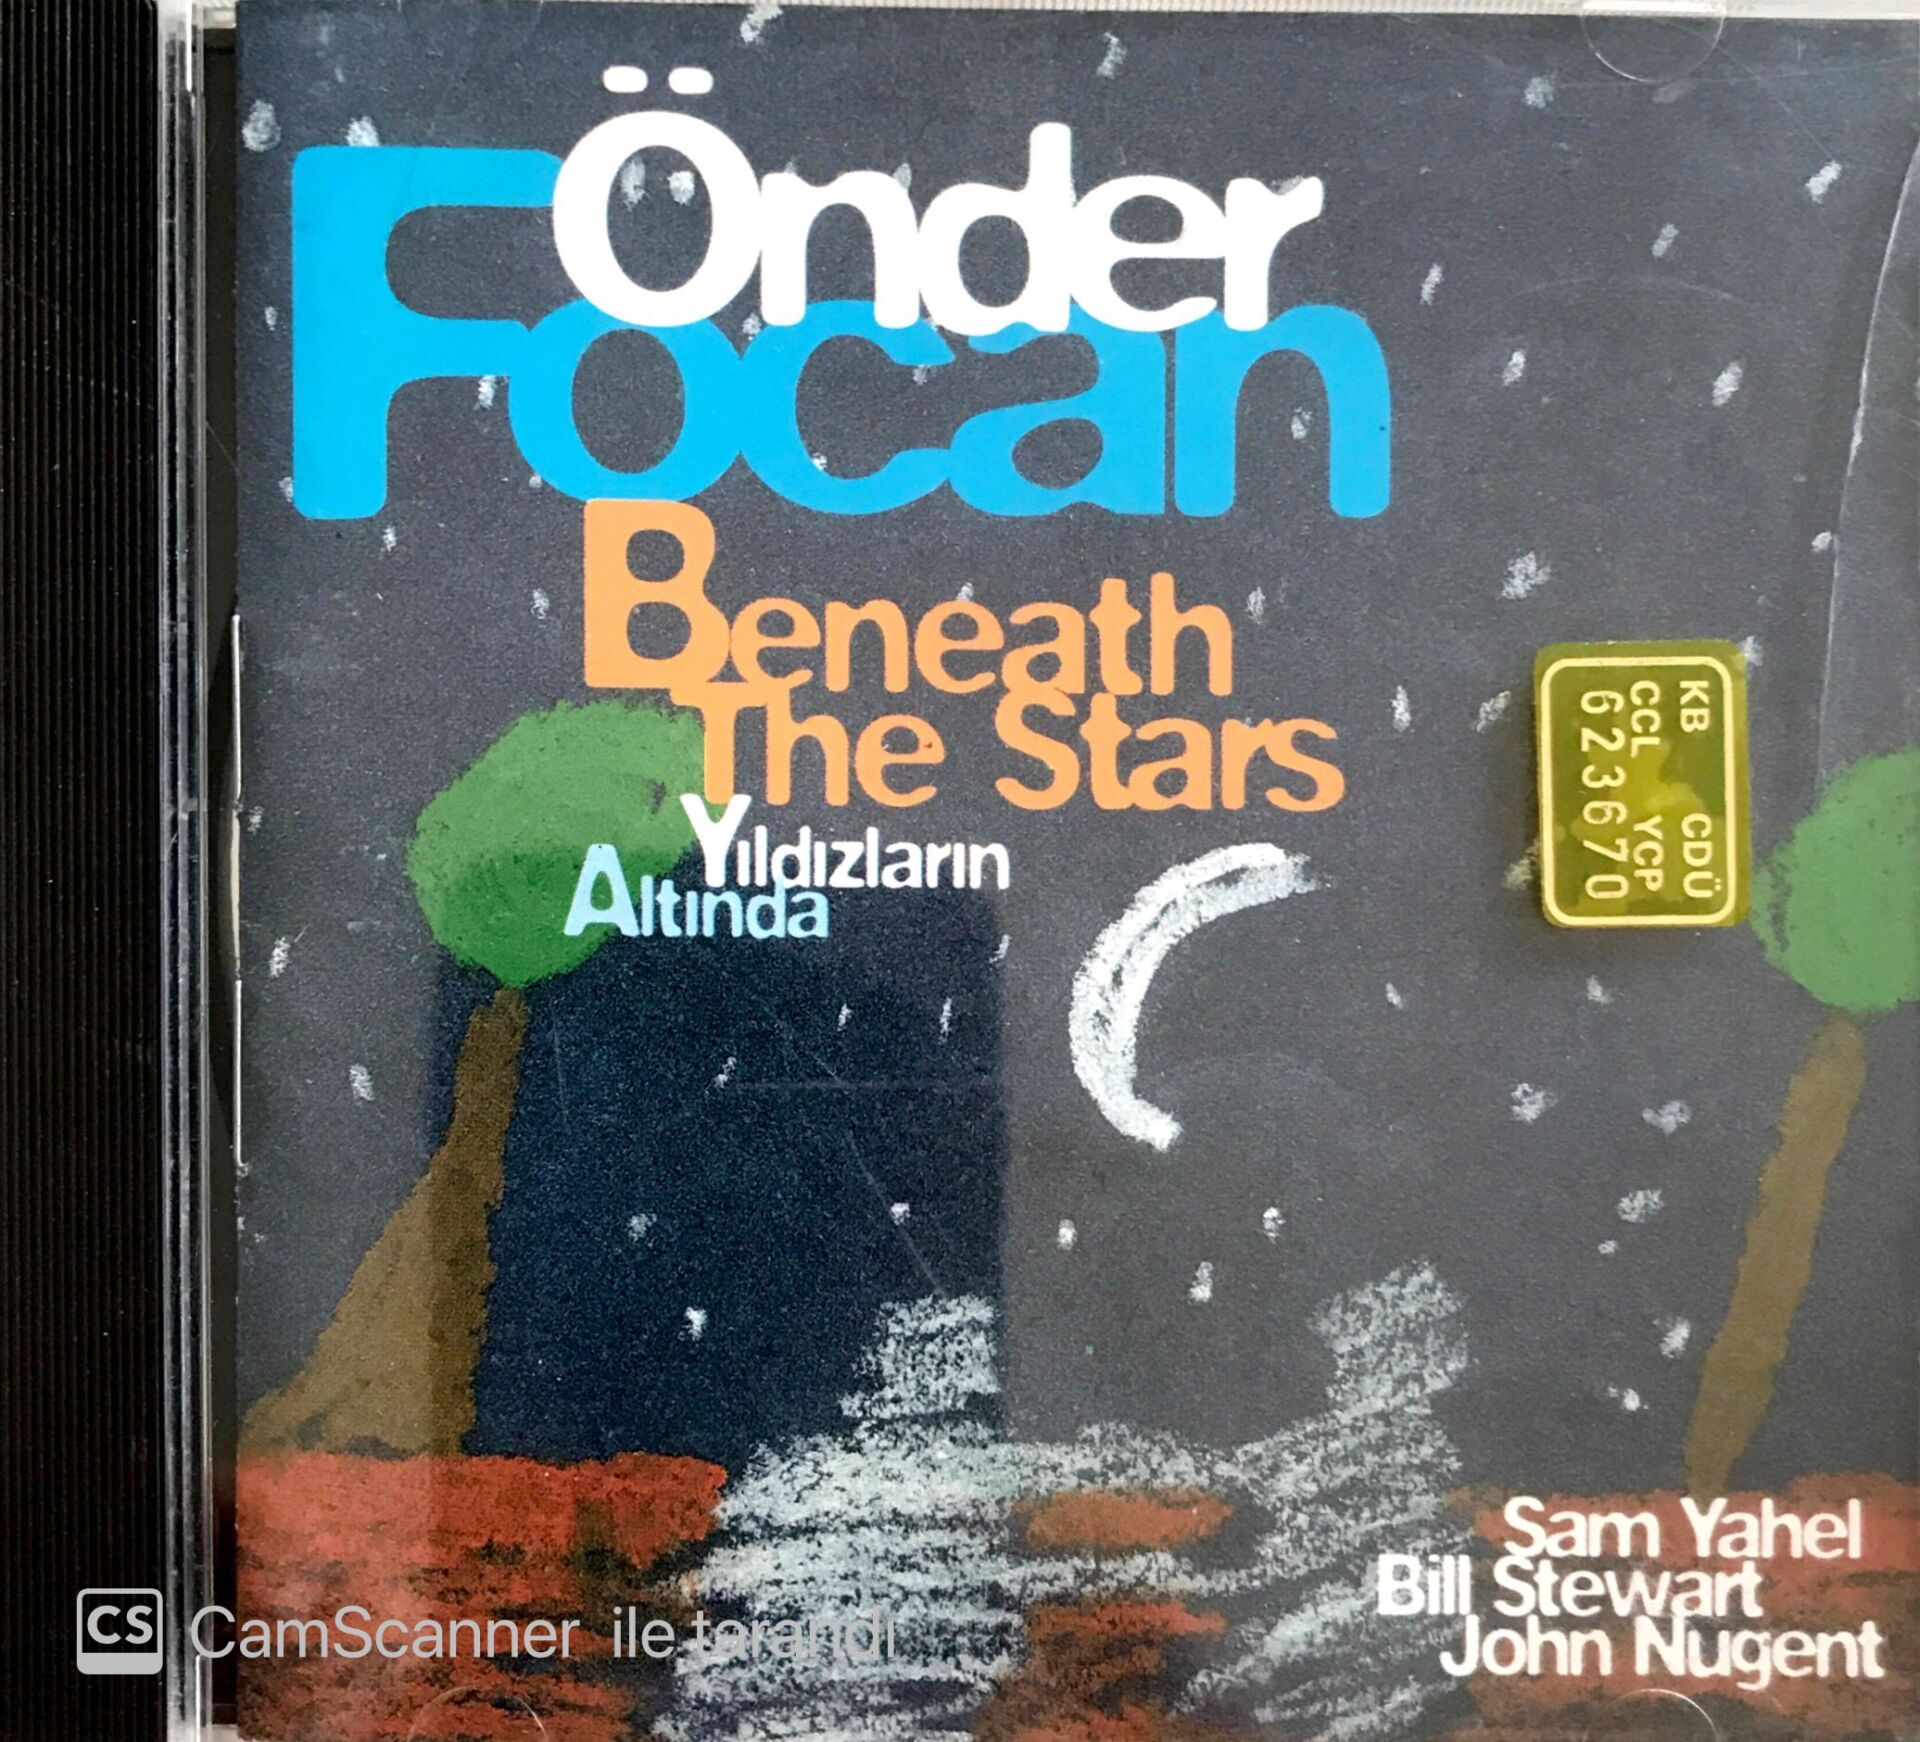 Önder
Focan
Beneath
The Stars
Yıldızların
Altında
KB CDÜ
CCL YCP
623670
Sam Yahel
Bill Stewart
John Nugent
CS CamScanner ile tarandı